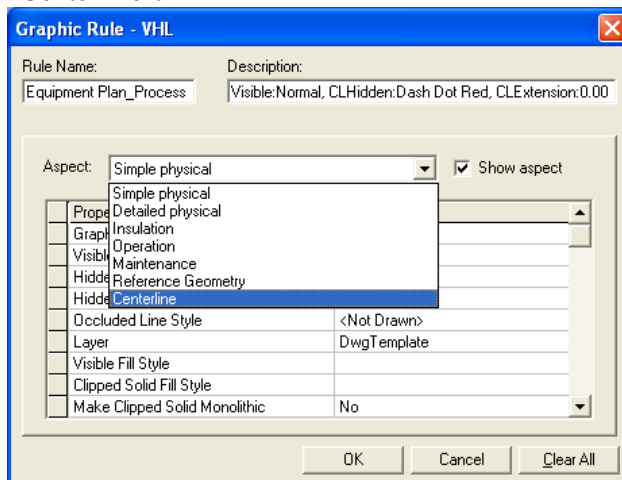 Graphic Rule - VHL
Rule Name:
Description:
Equipment Plan_Process
Visible:Normal, CLHidden:Dash Dot Red, CLExtension:0.00
Aspect:
Simple physical
Show aspect
Simple physical
Detailed physical
Insulation
Operation
Maintenance
Reference Geometry
Centerline
Occluded Line Style
<Not Drawn>
Layer
DwgTemplate
Visible Fill Style
Clipped Solid Fill Style
Make Clipped Solid Monolithic
No
OK
Cancel
Clear All